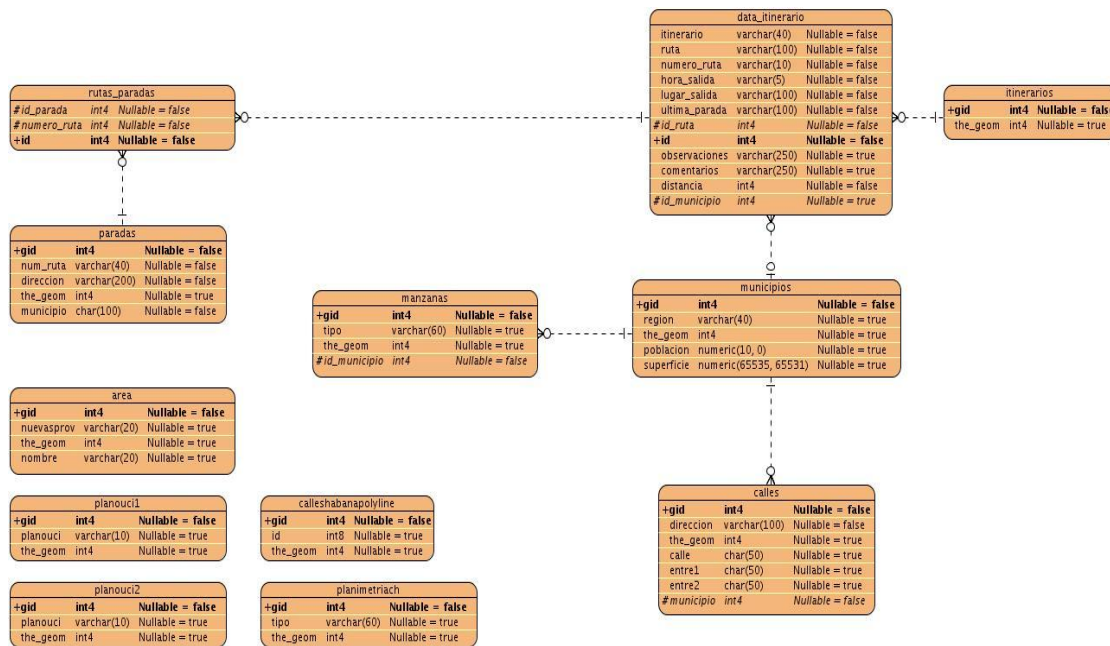 data_itinerario
itinerario varchar(40) Nullable = false
ruta varchar(100) Nullable = false
numero_ruta varchar(10) Nullable = false
hora_salida varchar(5) Nullable = false
lugar_salida varchar(100) Nullable = false
ultima_parada varchar(100) Nullable = false
#id_ruta int4 Nullable = false
+id int4 Nullable = false
observaciones varchar(250) Nullable = true
comentarios varchar(250) Nullable = true
distancia int4 Nullable = false
#id_municipio int4 Nullable = true
rutas_paradas
#id_parada int4 Nullable = false
#numero_ruta int4 Nullable = false
+id int4 Nullable = false
itinerarios
+gid int4 Nullable = false
the_geom int4 Nullable = true
paradas
+gid int4 Nullable = false
num_ruta varchar(40) Nullable = false
direccion varchar(200) Nullable = false
the_geom int4 Nullable = true
municipio char(100) Nullable = false
manzanas
+gid int4 Nullable = false
tipo varchar(60) Nullable = true
the_geom int4 Nullable = true
#id_municipio int4 Nullable = false
municipios
+gid int4 Nullable = false
region varchar(40) Nullable = true
the_geom int4 Nullable = true
poblacion numeric(10, 0) Nullable = true
superficie numeric(65535, 65531) Nullable = true
area
+gid int4 Nullable = false
nuevasprov varchar(20) Nullable = true
the_geom int4 Nullable = true
nombre varchar(20) Nullable = true
planouci1
+gid int4 Nullable = false
planouci varchar(10) Nullable = true
the_geom int4 Nullable = true
calleshabanapolyline
+gid int4 Nullable = false
id int8 Nullable = true
the_geom int4 Nullable = true
calles
+gid int4 Nullable = false
direccion varchar(100) Nullable = false
the_geom int4 Nullable = true
calle char(50) Nullable = true
entre1 char(50) Nullable = true
entre2 char(50) Nullable = true
#municipio int4 Nullable = false
planouci2
+gid int4 Nullable = false
planouci varchar(10) Nullable = true
the_geom int4 Nullable = true
planimetriach
+gid int4 Nullable = false
tipo varchar(60) Nullable = true
the_geom int4 Nullable = true